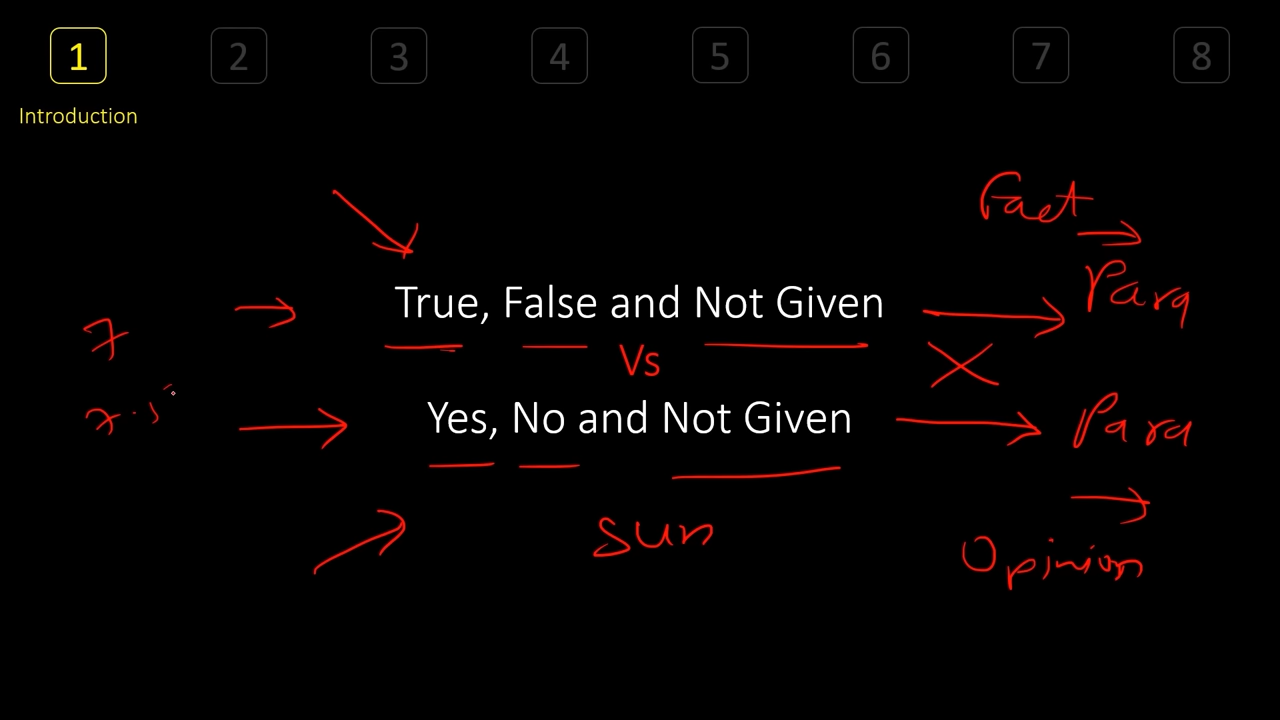 1 2 3 4 5 6 7 8
Introduction
Fact
True, False and Not Given
Para
7
Vs
Yes, No and Not Given
Para
Sun
Opinion